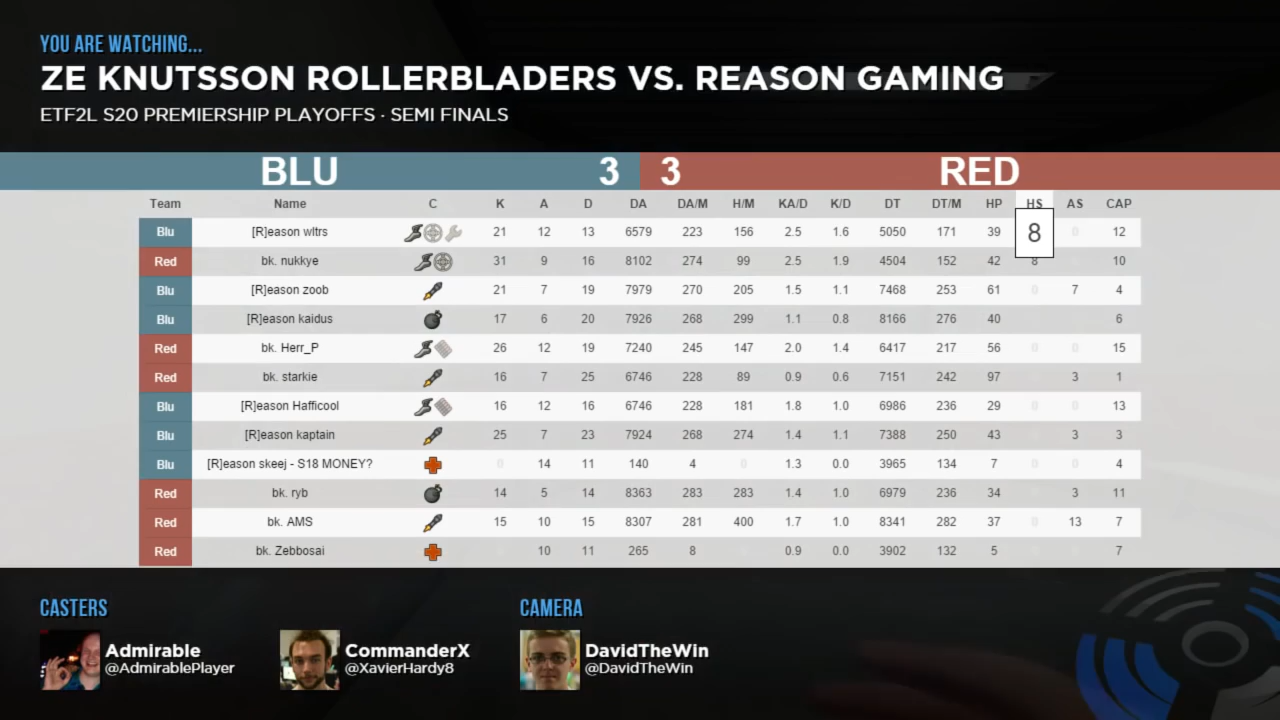 YOU ARE WATCHING...
ZE KNUTSSON ROLLERBLADERS VS. REASON GAMING
ETF2L S20 PREMIERSHIP PLAYOFFS · SEMI FINALS
BLU 3 3 RED
Team Name C K A D DA DA/M H/M KA/D K/D DT DT/M HP HS AS CAP
Blu [R]eason wltrs 21 12 13 6579 223 156 2.5 1.6 5050 171 39 8 0 12
Red bk. nukkye 31 9 16 8102 274 99 2.5 1.9 4504 152 42 8 10
Blu [R]eason zoob 21 7 19 7979 270 205 1.5 1.1 7468 253 61 0 7 4
Blu [R]eason kaidus 17 6 20 7926 268 299 1.1 0.8 8166 276 40 6
Red bk. Herr_P 26 12 19 7240 245 147 2.0 1.4 6417 217 56 0 0 15
Red bk. starkie 16 7 25 6746 228 89 0.9 0.6 7151 242 97 3 1
Blu [R]eason Hafficool 16 12 16 6746 228 181 1.8 1.0 6986 236 29 0 0 13
Blu [R]eason kaptain 25 7 23 7924 268 274 1.4 1.1 7388 250 43 3 3
Blu [R]eason skeej - S18 MONEY? 0 14 11 140 4 0 1.3 0.0 3965 134 7 0 0 4
Red bk. ryb 14 5 14 8363 283 283 1.4 1.0 6979 236 34 3 11
Red bk. AMS 15 10 15 8307 281 400 1.7 1.0 8341 282 37 0 13 7
Red bk. Zebbosai 10 11 265 8 0.9 0.0 3902 132 5 7
CASTERS
Admirable
@AdmirablePlayer
CommanderX
@XavierHardy8
CAMERA
DavidTheWin
@DavidTheWin